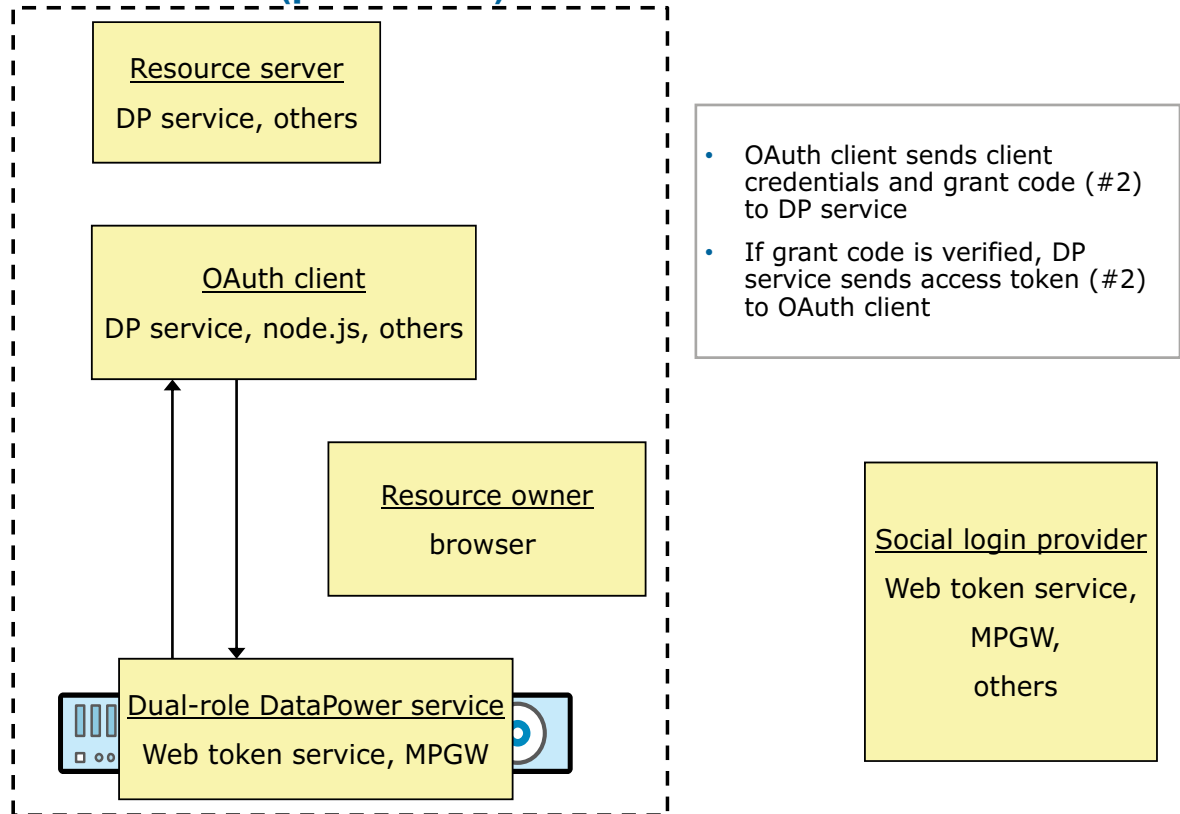 Resource server
DP service, others
• OAuth client sends client
credentials and grant code (#2)
to DP service
• If grant code is verified, DP
service sends access token (#2)
to OAuth client
OAuth client
DP service, node.js, others
Resource owner
browser
Social login provider
Web token service,
MPGW,
others
Dual-role DataPower service
Web token service, MPGW